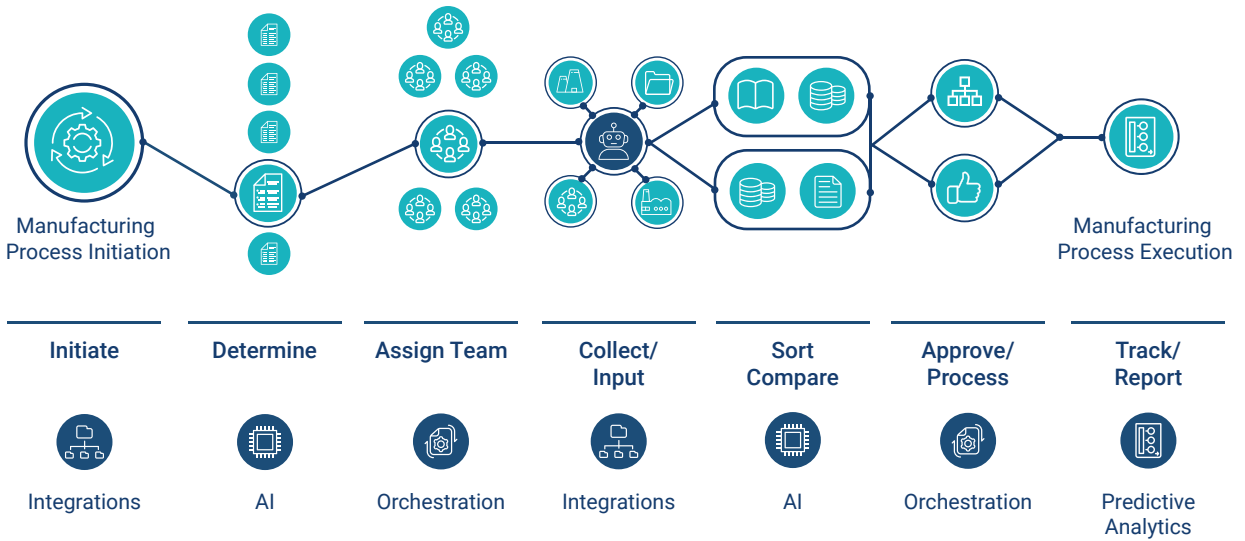 Manufacturing
Process Initiation
Manufacturing
Process Execution
Initiate
Determine
Assign Team
Collect/
Input
Sort
Compare
Approve/
Process
Track/
Report
Integrations
AI
Orchestration
Integrations
AI
Orchestration
Predictive
Analytics